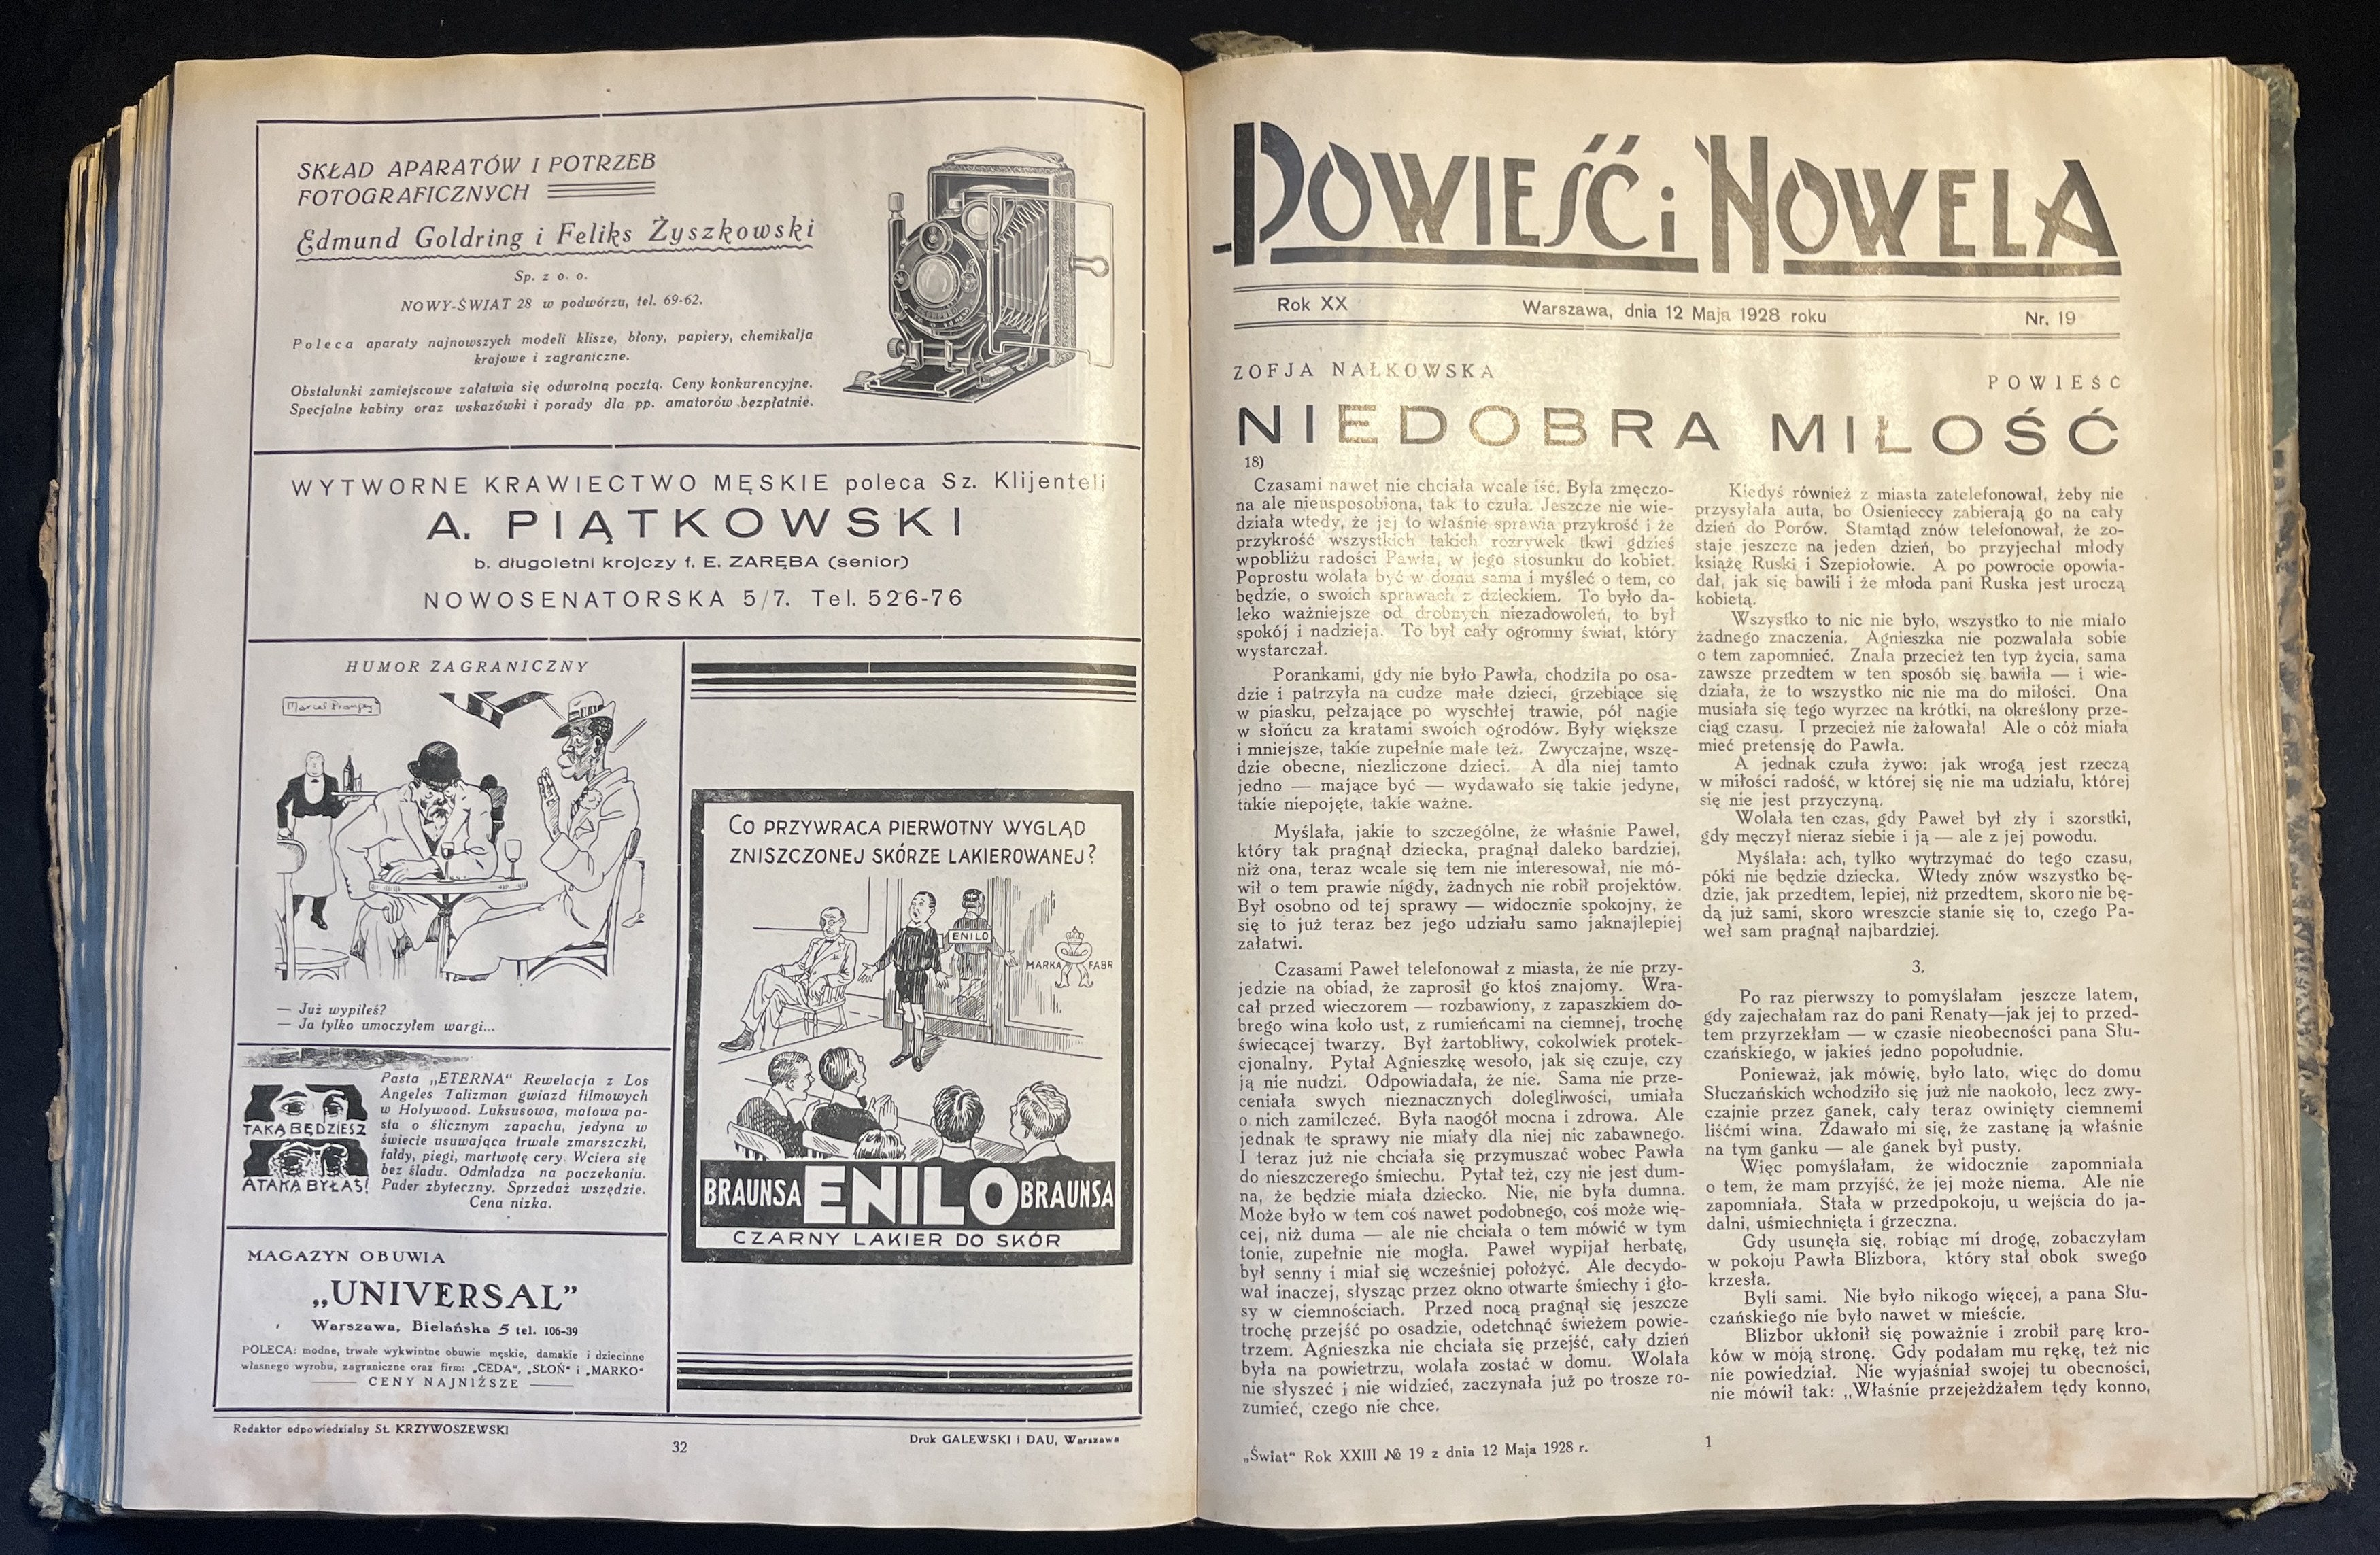 SKŁAD APARATÓW I POTRZEB
FOTOGRAFICZNYCH
Edmund Goldring i Feliks Żyszkowski
Sp. z o. o.
NOWY-ŚWIAT 28 w podwórzu, tel. 69-62.
Poleca aparaty najnowszych modeli klisze, błony, papiery, chemikalja
krajowe i zagraniczne.
Obstalunki zamiejscowe załatwia się odwrotną pocztą. Ceny konkurencyjne.
Specjalne kabiny oraz wskazówki i porady dla pp. amatorów bezpłatnie.
WYTWORNE KRAWIECTWO MĘSKIE poleca Sz. Klijenteli
A. PIĄTKOWSKI
b. długoletni krojczy f. E. ZARĘBA (senior)
NOWOSENATORSKA 5/7. Tel. 526-76
HUMOR ZAGRANICZNY
— Już wypiłeś?
— Ja tylko umoczyłem wargi...
TAKĄ BĘDZIESZ
A TAKĄ BYŁAŚ!
Pasta „ETERNA" Rewelacja z Los
Angeles Talizman gwiazd filmowych
w Holywood. Luksusowa, matowa pa-
sta o ślicznym zapachu, jedyna w
świecie usuwająca trwale zmarszczki,
fałdy, piegi, martwotę cery. Wciera się
bez śladu. Odmładza na poczekaniu.
Puder zbyteczny. Sprzedaż wszędzie.
Cena nizka.
MAGAZYN OBUWIA
„UNIVERSAL"
Warszawa, Bielańska 5 tel. 106-39
POLECA: modne, trwałe wykwintne obuwie męskie, damskie i dziecinne
własnego wyrobu, zagraniczne oraz firm: „CEDA", „SŁOŃ" i „MARKO"
CENY NAJNIŻSZE
CO PRZYWRACA PIERWOTNY WYGLĄD
ZNISZCZONEJ SKÓRZE LAKIEROWANEJ?
ENILO
MARKA FABR
BRAUNSA ENILO BRAUNSA
CZARNY LAKIER DO SKÓR
Redaktor odpowiedzialny St. KRZYWOSZEWSKI
32
Druk GALEWSKI I DAU, Warszawa
POWIEŚĆ i NOWELA
Rok XX Warszawa, dnia 12 Maja 1928 roku Nr. 19
ZOFJA NAŁKOWSKA
POWIEŚĆ
NIEDOBRA MIŁOŚĆ
18)
Czasami nawet nie chciała wcale iść. Była zmęczo-
na ale nieusposobiona, tak to czuła. Jeszcze nie wie-
działa wtedy, że jej to właśnie sprawia przykrość i że
przykrość wszystkich takich rozrywek tkwi gdzieś
wpobliżu radości Pawła, w jego stosunku do kobiet.
Poprostu wolała być w domu sama i myśleć o tem, co
będzie, o swoich sprawach z dzieckiem. To było da-
leko ważniejsze od drobnych niezadowoleń, to był
spokój i nadzieja. To był cały ogromny świat, który
wystarczał.
Porankami, gdy nie było Pawła, chodziła po osa-
dzie i patrzyła na cudze małe dzieci, grzebiące się
w piasku, pełzające po wyschłej trawie, pół nagie
w słońcu za kratami swoich ogrodów. Były większe
i mniejsze, takie zupełnie małe też. Zwyczajne, wszę-
dzie obecne, niezliczone dzieci. A dla niej tamto
jedno — mające być — wydawało się takie jedyne,
takie niepojęte, takie ważne.
Myślała, jakie to szczególne, że właśnie Paweł,
który tak pragnął dziecka, pragnął daleko bardziej,
niż ona, teraz wcale się tem nie interesował, nie mó-
wił o tem prawie nigdy, żadnych nie robił projektów.
Był osobno od tej sprawy — widocznie spokojny, że
się to już teraz bez jego udziału samo jaknajlepiej
załatwi.
Czasami Paweł telefonował z miasta, że nie przy-
jedzie na obiad, że zaprosił go ktoś znajomy. Wra-
cał przed wieczorem — rozbawiony, z zapaszkiem do-
brego wina koło ust, z rumieńcami na ciemnej, trochę
świecącej twarzy. Był żartobliwy, cokolwiek protek-
cjonalny. Pytał Agnieszkę wesoło, jak się czuje, czy
ją nie nudzi. Odpowiadała, że nie. Sama nie prze-
ceniała swych nieznacznych dolegliwości, umiała
o nich zamilczeć. Była naogół mocna i zdrowa. Ale
jednak te sprawy nie miały dla niej nic zabawnego.
I teraz już nie chciała się przymuszać wobec Pawła
do nieszczerego śmiechu. Pytał też, czy nie jest dum-
na, że będzie miała dziecko. Nie, nie była dumna.
Może było w tem coś nawet podobnego, coś może wię-
cej, niż duma — ale nie chciała o tem mówić w tym
tonie, zupełnie nie mogła. Paweł wypijał herbatę,
był senny i miał się wcześniej położyć. Ale decydo-
wał inaczej, słysząc przez okno otwarte śmiechy i gło-
sy w ciemnościach. Przed nocą pragnął się jeszcze
trochę przejść po osadzie, odetchnąć świeżem powie-
trzem. Agnieszka nie chciała się przejść, cały dzień
była na powietrzu, wolała zostać w domu. Wolała
nie słyszeć i nie widzieć, zaczynała już po trosze ro-
zumieć, czego nie chce.
Kiedyś również z miasta zatelefonował, żeby nie
przysyłała auta, bo Osienieccy zabierają go na cały
dzień do Porów. Stamtąd znów telefonował, że zo-
staje jeszcze na jeden dzień, bo przyjechał młody
książę Ruski i Szepiołowie. A po powrocie opowia-
dał, jak się bawili i że młoda pani Ruska jest uroczą
kobietą.
Wszystko to nic nie było, wszystko to nie miało
żadnego znaczenia. Agnieszka nie pozwalała sobie
o tem zapomnieć. Znała przecież ten typ życia, sama
zawsze przedtem w ten sposób się bawiła — i wie-
działa, że to wszystko nic nie ma do miłości. Ona
musiała się tego wyrzec na krótki, na określony prze-
ciąg czasu. I przecież nie żałowała! Ale o cóż miała
mieć pretensję do Pawła.
A jednak czuła żywo: jak wrogą jest rzeczą
w miłości radość, w której się nie ma udziału, której
się nie jest przyczyną.
Wolała ten czas, gdy Paweł był zły i szorstki,
gdy męczył nieraz siebie i ją — ale z jej powodu.
Myślała: ach, tylko wytrzymać do tego czasu,
póki nie będzie dziecka. Wtedy znów wszystko bę-
dzie, jak przedtem, lepiej, niż przedtem, skoro nie bę-
dą już sami, skoro wreszcie stanie się to, czego Pa-
weł sam pragnął najbardziej.
3.
Po raz pierwszy to pomyślałam jeszcze latem,
gdy zajechałam raz do pani Renaty—jak jej to przed-
tem przyrzekłam — w czasie nieobecności pana Słu-
czańskiego, w jakieś jedno popołudnie.
Ponieważ, jak mówię, było lato, więc do domu
Słuczańskich wchodziło się już nie naokoło, lecz zwy-
czajnie przez ganek, cały teraz owinięty ciemnemi
liśćmi wina. Zdawało mi się, że zastanę ją właśnie
na tym ganku — ale ganek był pusty.
Więc pomyślałam, że widocznie zapomniała
o tem, że mam przyjść, że jej może niema. Ale nie
zapomniała. Stała w przedpokoju, u wejścia do ja-
dalni, uśmiechnięta i grzeczna.
Gdy usunęła się, robiąc mi drogę, zobaczyłam
w pokoju Pawła Blizbora, który stał obok swego
krzesła.
Byli sami. Nie było nikogo więcej, a pana Słu-
czańskiego nie było nawet w mieście.
Blizbor ukłonił się poważnie i zrobił parę kro-
ków w moją stronę. Gdy podałam mu rękę, też nic
nie powiedział. Nie wyjaśniał swojej tu obecności,
nie mówił tak: „Właśnie przejeżdżałem tędy konno,
„Świat" Rok XXIII № 19 z dnia 12 Maja 1928 r.
1